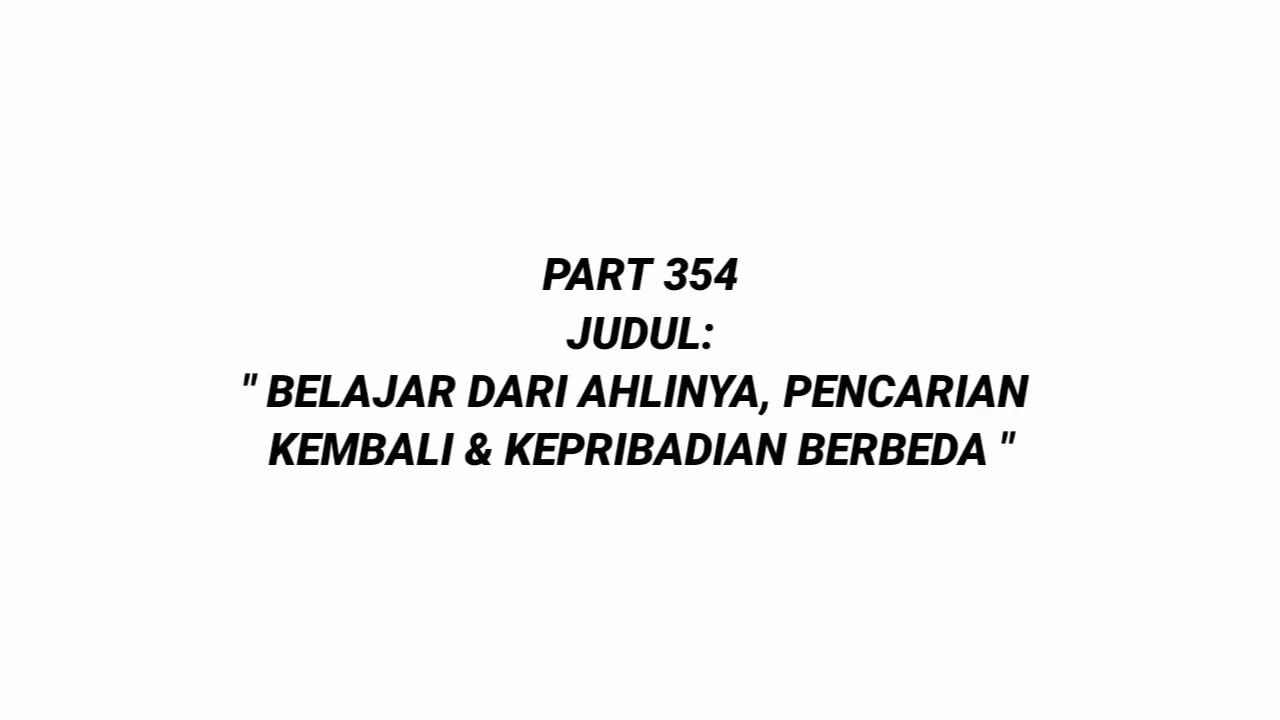 PART 354
JUDUL:
" BELAJAR DARI AHLINYA, PENCARIAN
KEMBALI & KEPRIBADIAN BERBEDA "